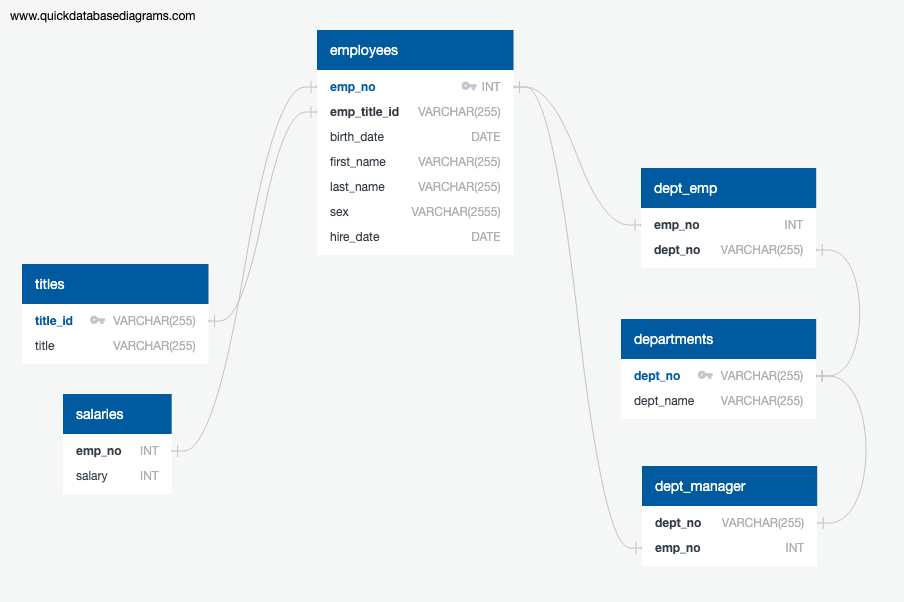 www.quickdatabasediagrams.com
employees
emp_no INT
emp_title_id VARCHAR(255)
birth_date DATE
first_name VARCHAR(255)
last_name VARCHAR(255)
sex VARCHAR(2555)
hire_date DATE
titles
title_id VARCHAR(255)
title VARCHAR(255)
salaries
emp_no INT
salary INT
dept_emp
emp_no INT
dept_no VARCHAR(255)
departments
dept_no VARCHAR(255)
dept_name VARCHAR(255)
dept_manager
dept_no VARCHAR(255)
emp_no INT